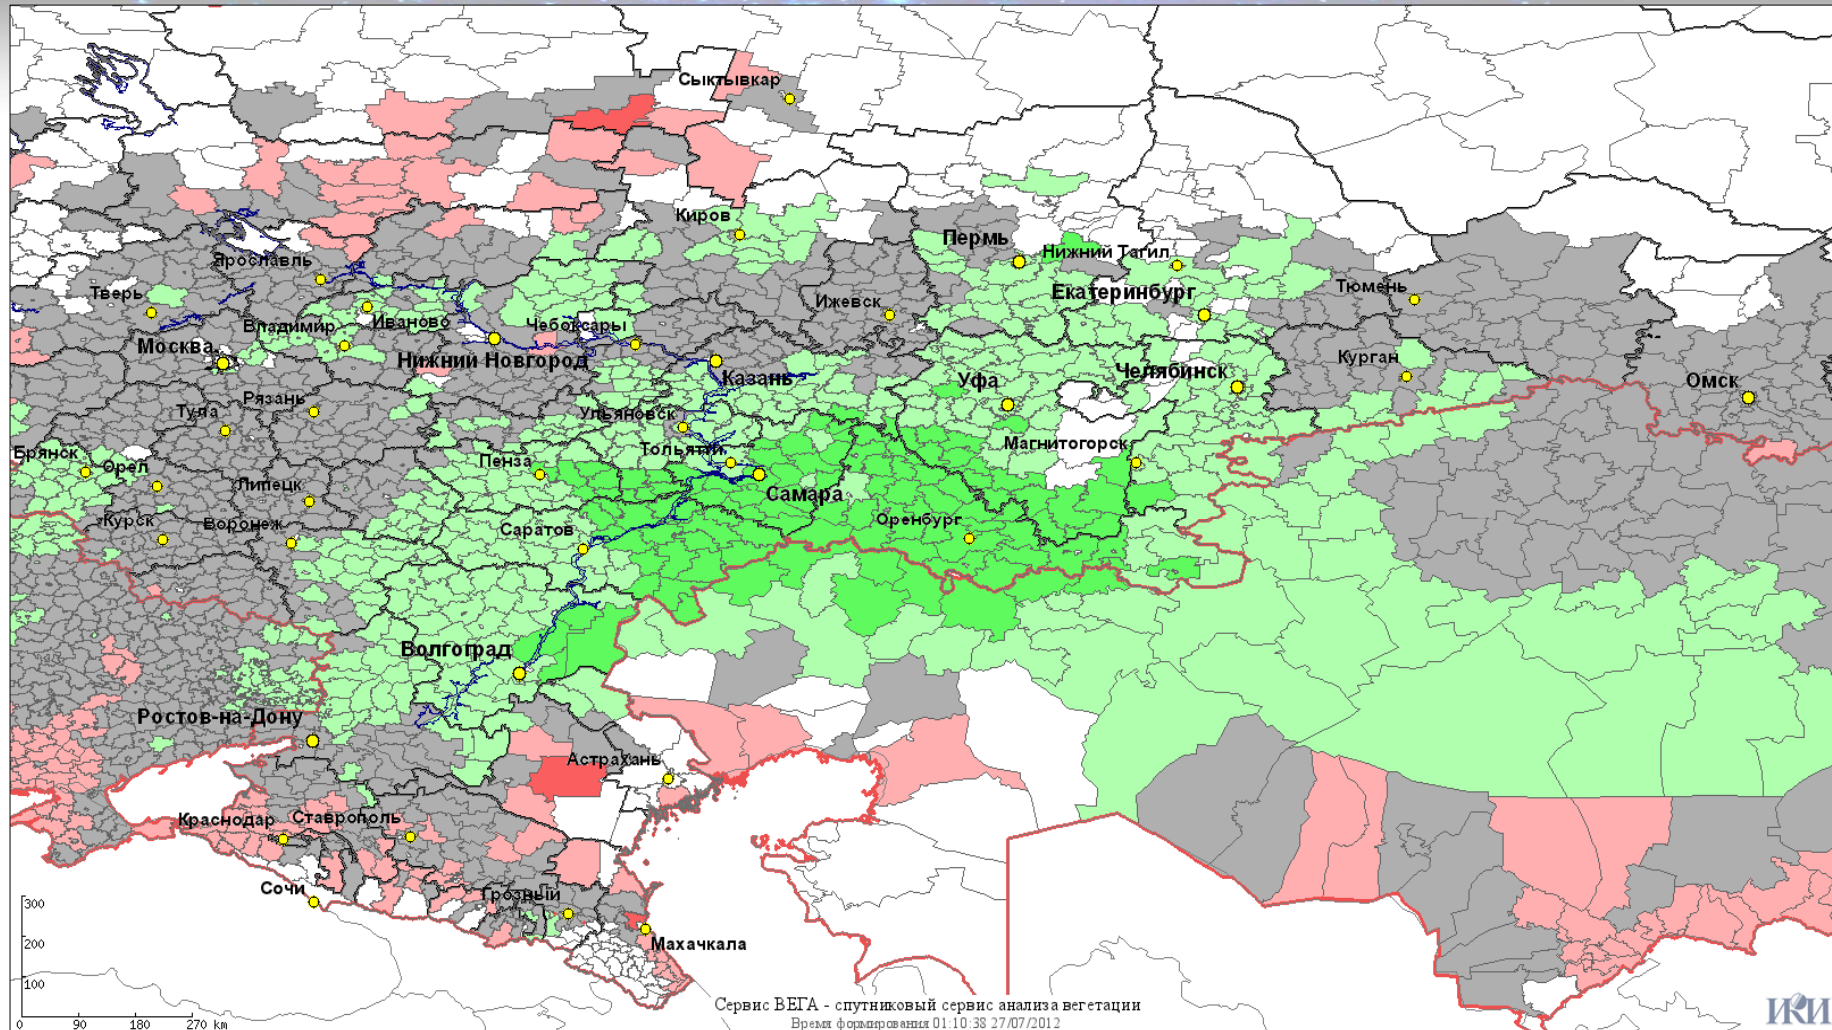 Сыктывкар
Киров
Пермь
Нижний Тагил
Ярославль
Тверь
Екатеринбург
Тюмень
Ижевск
Иваново
Владимир
Чебоксары
Москва
Нижний Новгород
Казань
Уфа
Челябинск
Курган
Омск
Рязань
Тула
Ульяновск
Магнитогорск
Брянск
Орел
Пенза
Тольятти
Липецк
Самара
Курск
Воронеж
Саратов
Оренбург
Волгоград
Ростов-на-Дону
Астрахань
Краснодар
Ставрополь
Сочи
Грозный
Махачкала
300
200
100
0 90 180 270 km
Сервис ВЕГА - спутниковый сервис анализа вегетации
Время формирования 01:10:38 27/07/2012
ИКИ